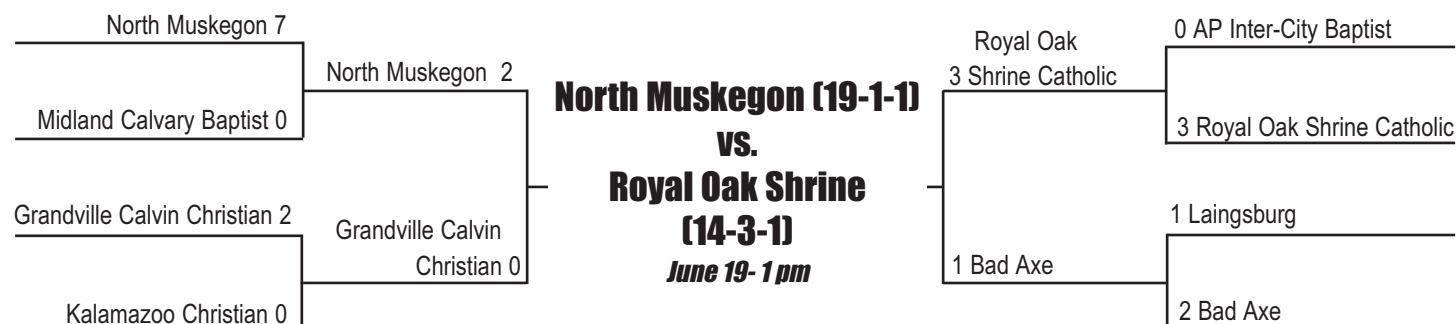 North Muskegon 7
Midland Calvary Baptist 0
Grandville Calvin Christian 2
Kalamazoo Christian 0
North Muskegon 2
Grandville Calvin
Christian 0
North Muskegon (19-1-1)
vs.
Royal Oak Shrine
(14-3-1)
June 19- 1 pm
Royal Oak
3 Shrine Catholic
1 Bad Axe
0 AP Inter-City Baptist
3 Royal Oak Shrine Catholic
1 Laingsburg
2 Bad Axe